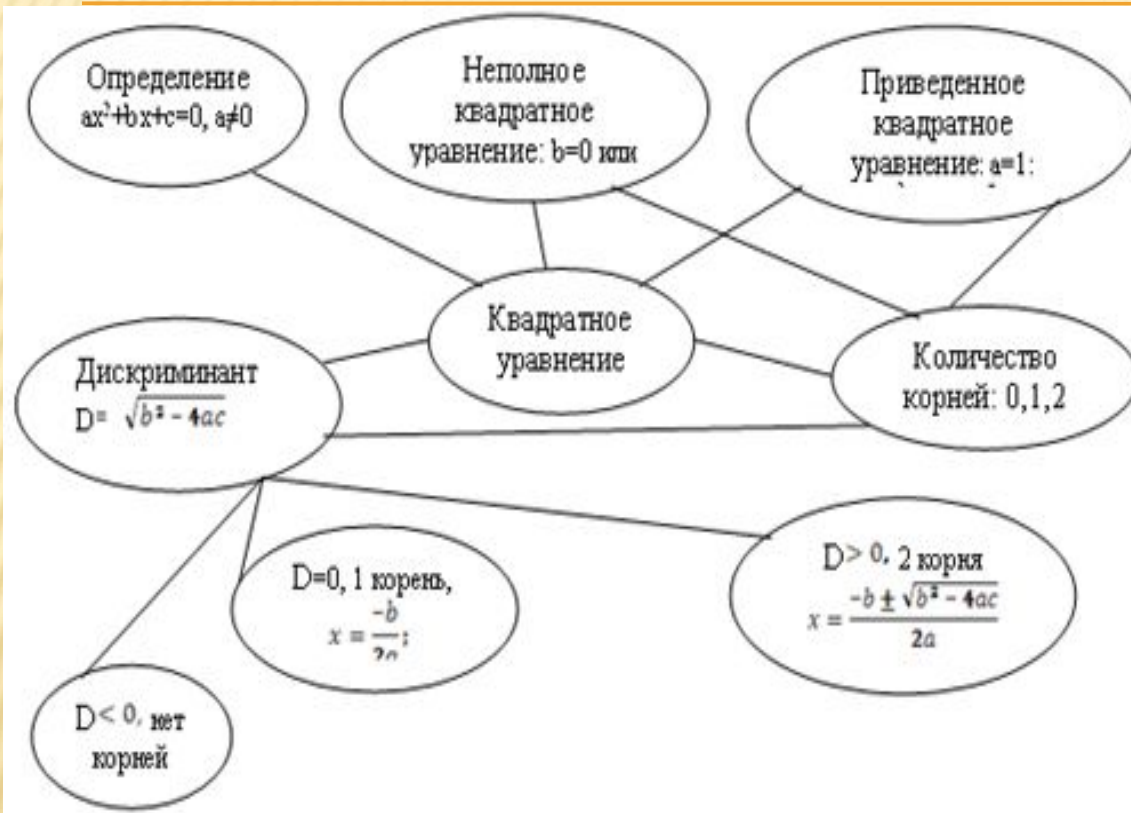 Определение
ax²+bx+c=0, a≠0
Неполное
квадратное
уравнение: b=0 или
Приведенное
квадратное
уравнение: a=1:
Квадратное
уравнение
Дискриминант
D= √b² − 4ac
Количество
корней: 0,1,2
D=0, 1 корень,
x = −b/2a;
D> 0, 2 корня
x = −b ± √b² − 4ac / 2a
D< 0, нет
корней